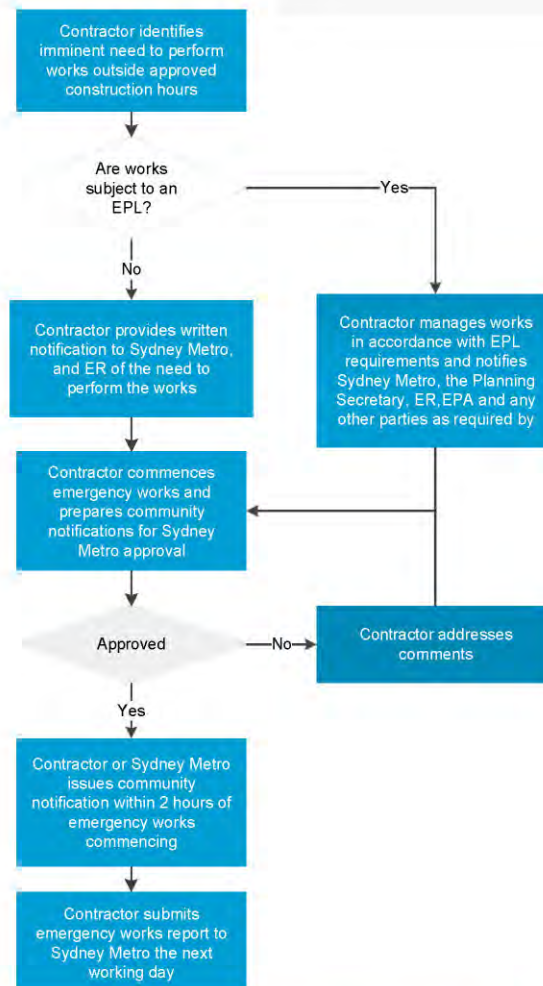 Contractor identifies
imminent need to perform
works outside approved
construction hours
Are works
subject to an
EPL?
Yes
No
Contractor provides written
notification to Sydney Metro,
and ER of the need to
perform the works
Contractor manages works
in accordance with EPL
requirements and notifies
Sydney Metro, the Planning
Secretary, ER,EPA and any
other parties as required by
Contractor commences
emergency works and
prepares community
notifications for Sydney
Metro approval
Approved
No
Contractor addresses
comments
Yes
Contractor or Sydney Metro
issues community
notification within 2 hours of
emergency works
commencing
Contractor submits
emergency works report to
Sydney Metro the next
working day